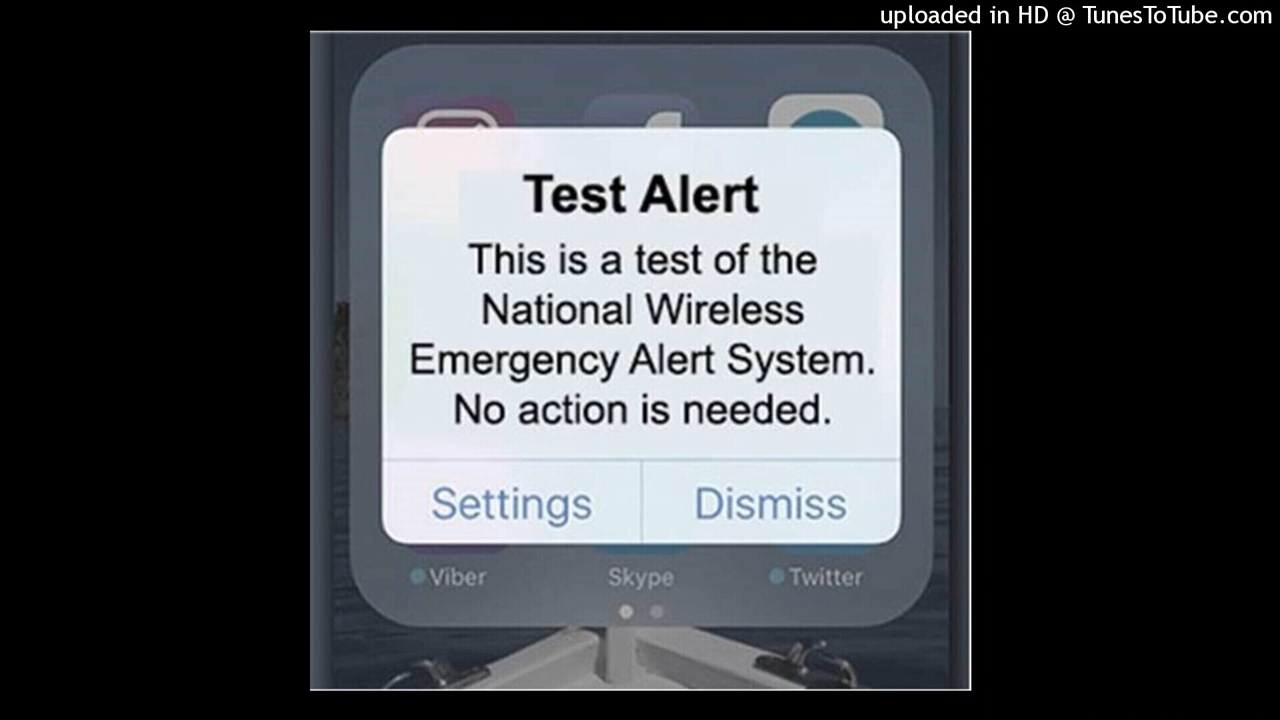 uploaded in HD @ TunesToTube.com
Test Alert
This is a test of the
National Wireless
Emergency Alert System.
No action is needed.
Settings
Dismiss
Viber
Skype
Twitter